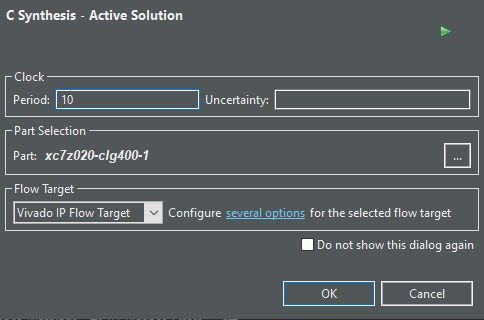 C Synthesis - Active Solution
Clock
Period: 10 Uncertainty:
Part Selection
Part: xc7z020-clg400-1 ...
Flow Target
Vivado IP Flow Target Configure several options for the selected flow target
Do not show this dialog again
OK Cancel